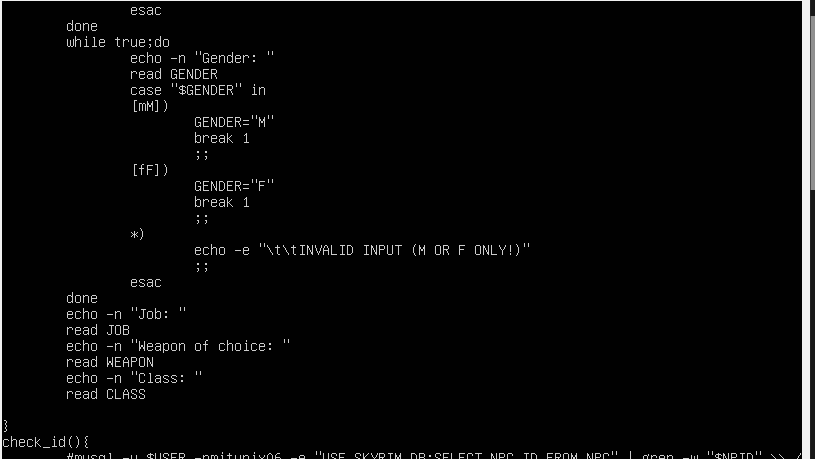 esac
done
while true;do
echo -n "Gender: "
read GENDER
case "$GENDER" in
[mM])
GENDER="M"
break 1
;;
[fF])
GENDER="F"
break 1
;;
*)
echo -e "\t\tINVALID INPUT (M OR F ONLY!)"
;;
esac
done
echo -n "Job: "
read JOB
echo -n "Weapon of choice: "
read WEAPON
echo -n "Class: "
read CLASS
}
check_id(){
#mysql -u $USER -pmitunix06 -e "USE SKYRIM_DB;SELECT NPC_ID FROM NPC" | grep -w "$NPID" >> /